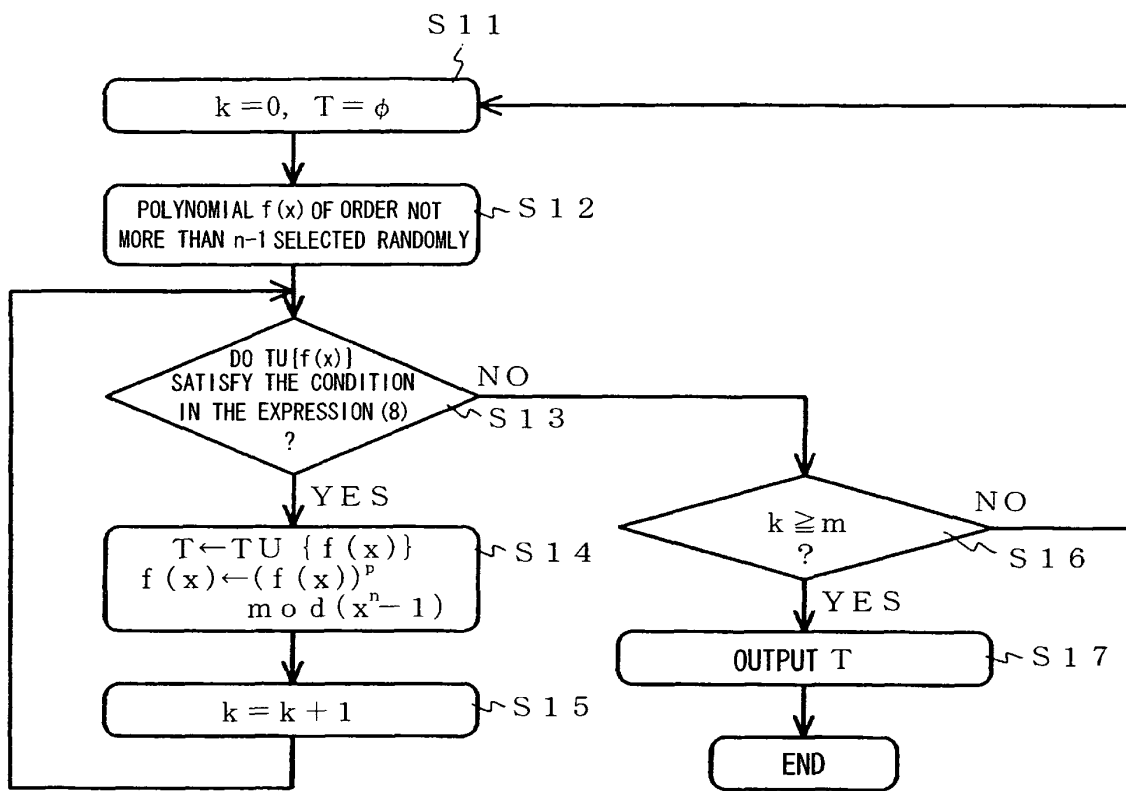 S11
k=0, T=φ
POLYNOMIAL f(x) OF ORDER NOT
MORE THAN n-1 SELECTED RANDOMLY
S12
DO TU{f(x)}
SATISFY THE CONDITION
IN THE EXPRESSION (8)
?
NO
S13
YES
T←TU {f(x)}
f(x)←(f(x))^p
mod(x^n-1)
S14
k=k+1
S15
k≧m
?
NO
S16
YES
OUTPUT T
S17
END